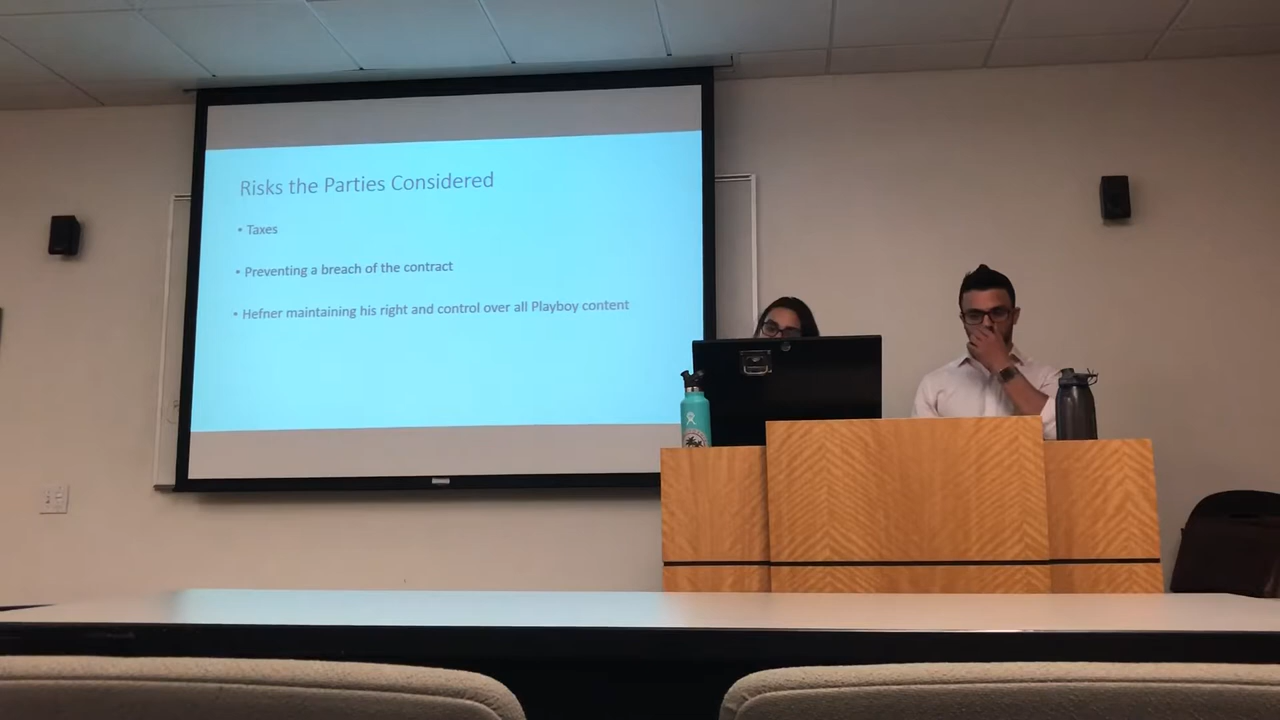 Risks the Parties Considered
• Taxes
• Preventing a breach of the contract
• Hefner maintaining his right and control over all Playboy content